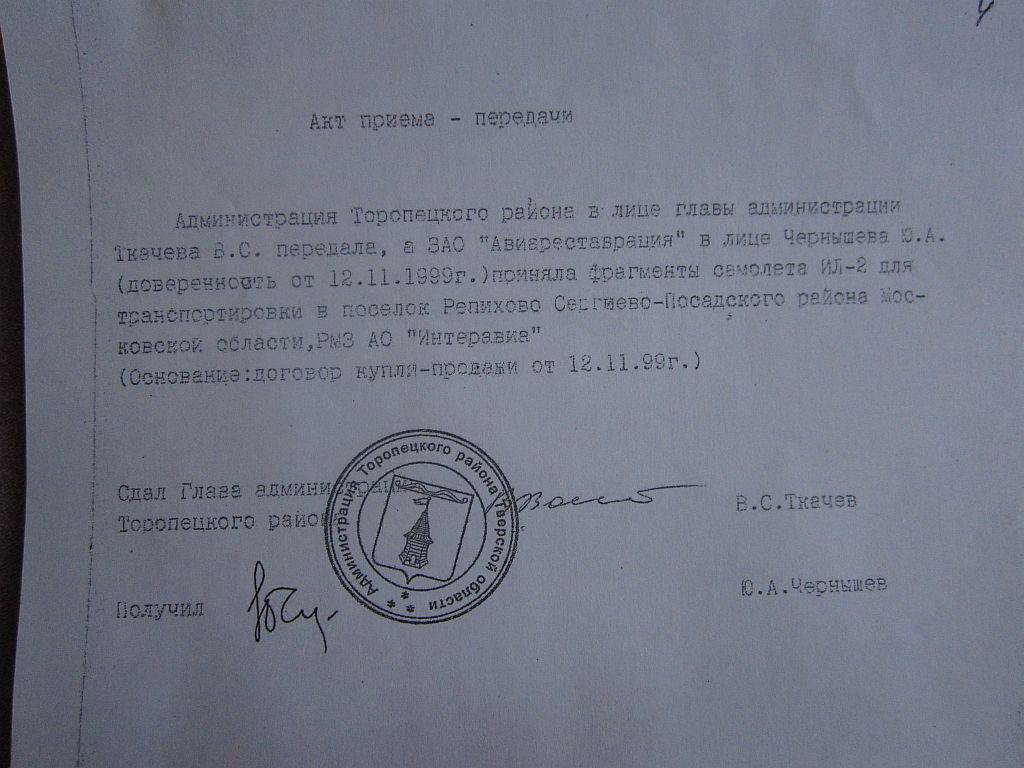 4
Акт приема - передачи
Администрация Торопецкого района в лице главы администрации
Ткачева В.С. передала, а ЗАО "Авиареставрация" в лице Чернышева Ю.А.
(доверенность от 12.11.1999г.)приняла фрагменты самолета ИЛ-2 для
транспортировки в поселок Репихово Сергиево-Посадского района Мос-
ковской области,РМЗ АО "Интеравиа"
(Основание:договор купли-продажи от 12.11.99г.)
Сдал Глава администрации
Торопецкого района
В.С.Ткачев
Администрация Торопецкого района Тверской области
Получил
Ю.А.Чернышев